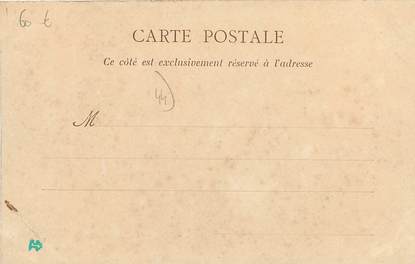 60 €
CARTE POSTALE
Ce côté est exclusivement réservé à l'adresse
44)
M